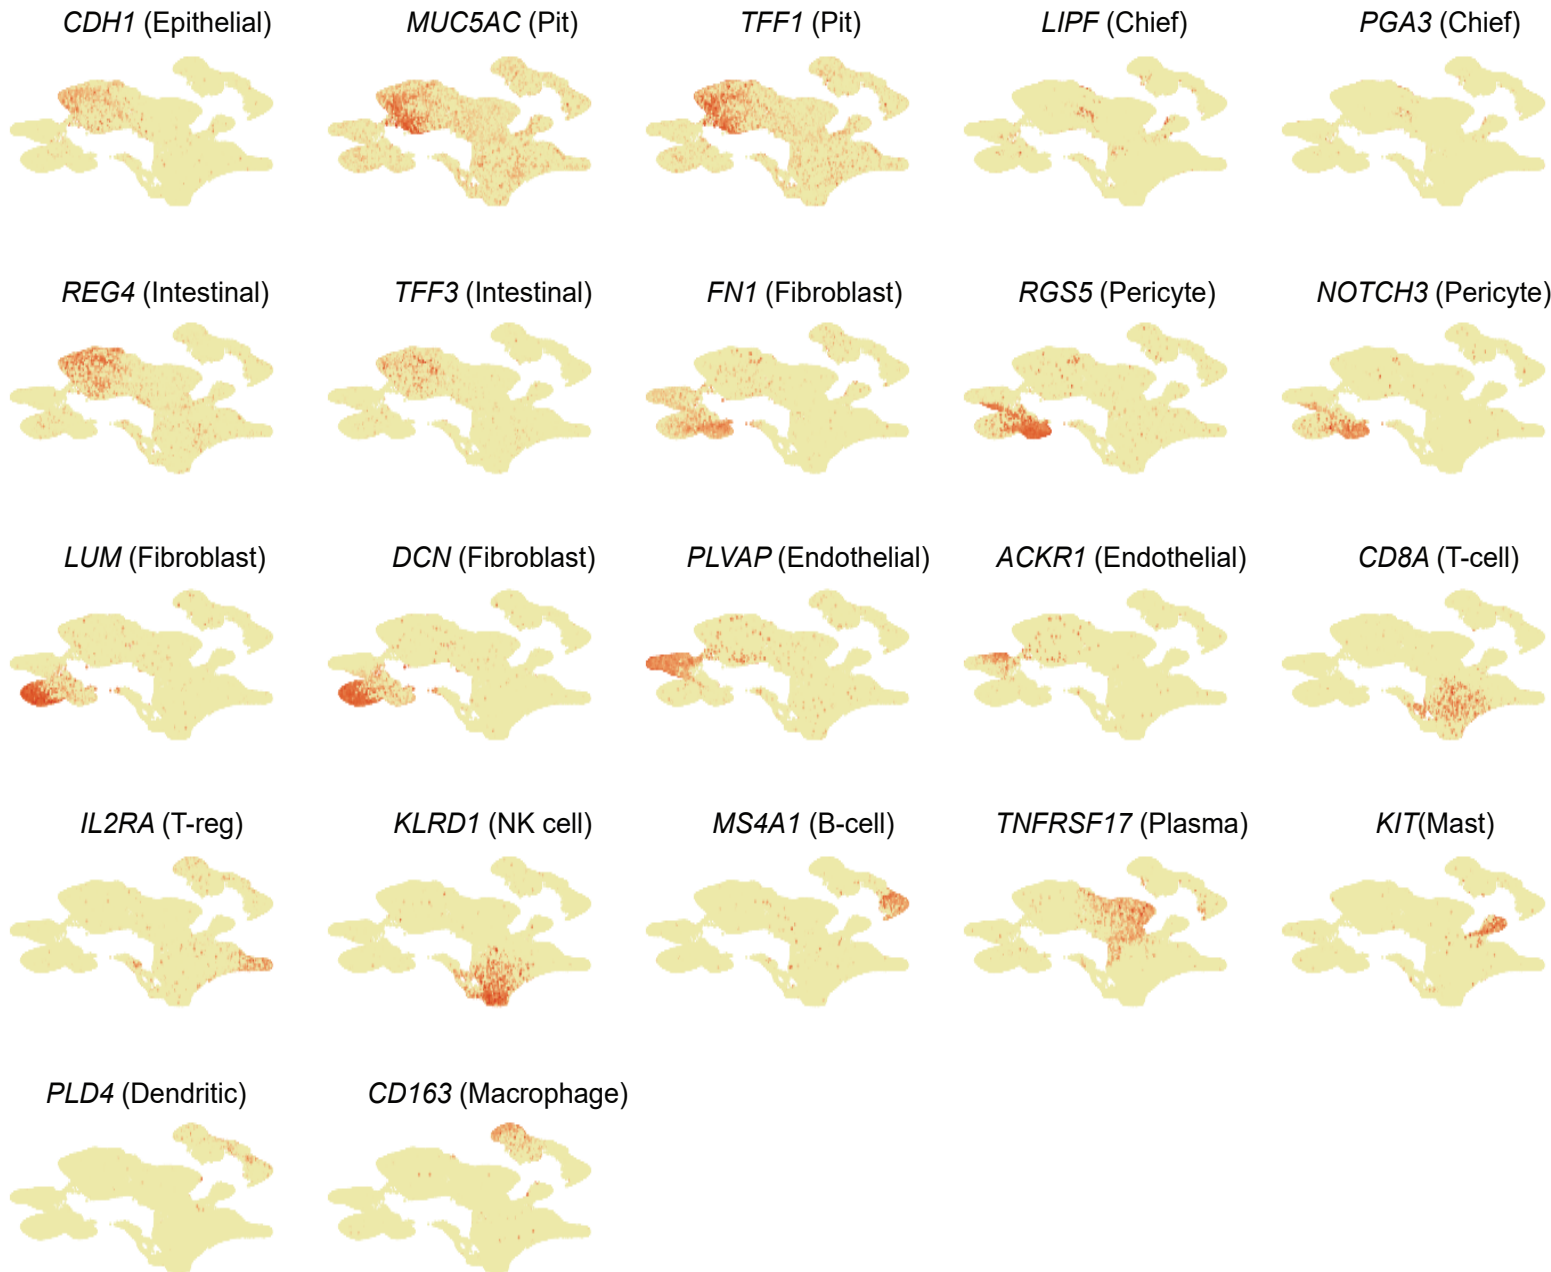 CDH1 (Epithelial)
MUC5AC (Pit)
TFF1 (Pit)
LIPF (Chief)
PGA3 (Chief)
REG4 (Intestinal)
TFF3 (Intestinal)
FN1 (Fibroblast)
RGS5 (Pericyte)
NOTCH3 (Pericyte)
LUM (Fibroblast)
DCN (Fibroblast)
PLVAP (Endothelial)
ACKR1 (Endothelial)
CD8A (T-cell)
IL2RA (T-reg)
KLRD1 (NK cell)
MS4A1 (B-cell)
TNFRSF17 (Plasma)
KIT(Mast)
PLD4 (Dendritic)
CD163 (Macrophage)